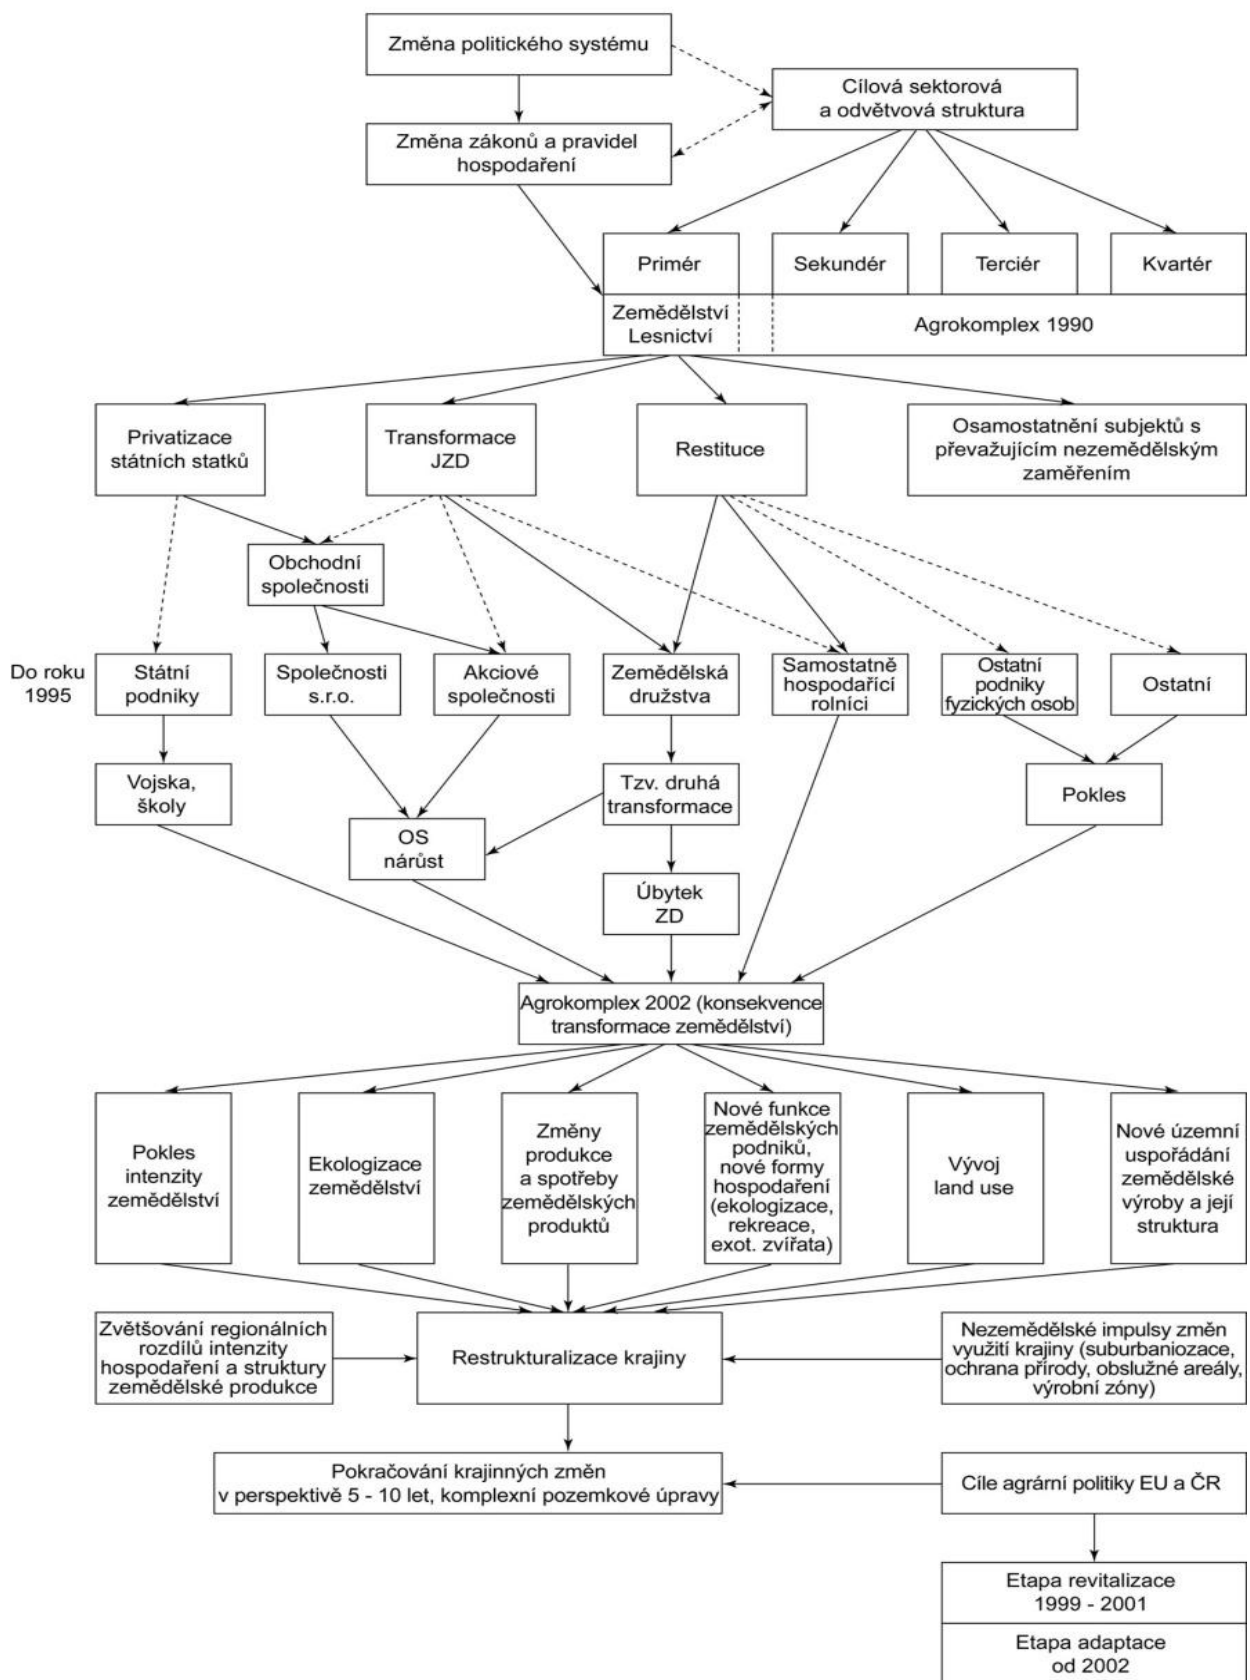 Změna politického systému
Cílová sektorová
a odvětvová struktura
Změna zákonů a pravidel
hospodaření
Primér
Sekundér
Terciér
Kvartér
Zemědělství
Lesnictví
Agrokomplex 1990
Privatizace
státních statků
Transformace
JZD
Restituce
Osamostatnění subjektů s
převažujícím nezemědělským
zaměřením
Obchodní
společnosti
Do roku
1995
Státní
podniky
Společnosti
s.r.o.
Akciové
společnosti
Zemědělská
družstva
Samostatně
hospodařící
rolníci
Ostatní
podniky
fyzických osob
Ostatní
Vojska,
školy
Tzv. druhá
transformace
Pokles
OS
nárůst
Úbytek
ZD
Agrokomplex 2002 (konsekvence
transformace zemědělství)
Pokles
intenzity
zemědělství
Ekologizace
zemědělství
Změny
produkce
a spotřeby
zemědělských
produktů
Nové funkce
zemědělských
podniků,
nové formy
hospodaření
(ekologizace,
rekreace,
exot. zvířata)
Vývoj
land use
Nové územní
uspořádání
zemědělské
výroby a její
struktura
Zvětšování regionálních
rozdílů intenzity
hospodaření a struktury
zemědělské produkce
Restrukturalizace krajiny
Nezemědělské impulsy změn
využití krajiny (suburbaniozace,
ochrana přírody, obslužné areály,
výrobní zóny)
Pokračování krajinných změn
v perspektivě 5 - 10 let, komplexní pozemkové úpravy)
Cíle agrární politiky EU a ČR
Etapa revitalizace
1999 - 2001
Etapa adaptace
od 2002